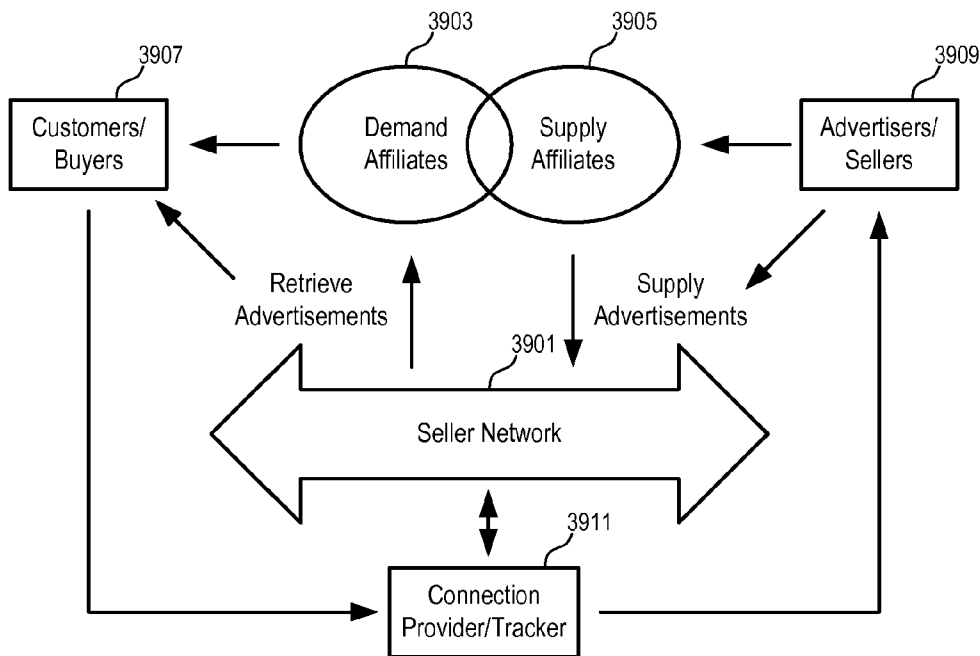 3903
3905
3907
3909
Customers/
Buyers
Demand
Affiliates
Supply
Affiliates
Advertisers/
Sellers
Retrieve
Advertisements
Supply
Advertisements
3901
Seller Network
3911
Connection
Provider/Tracker